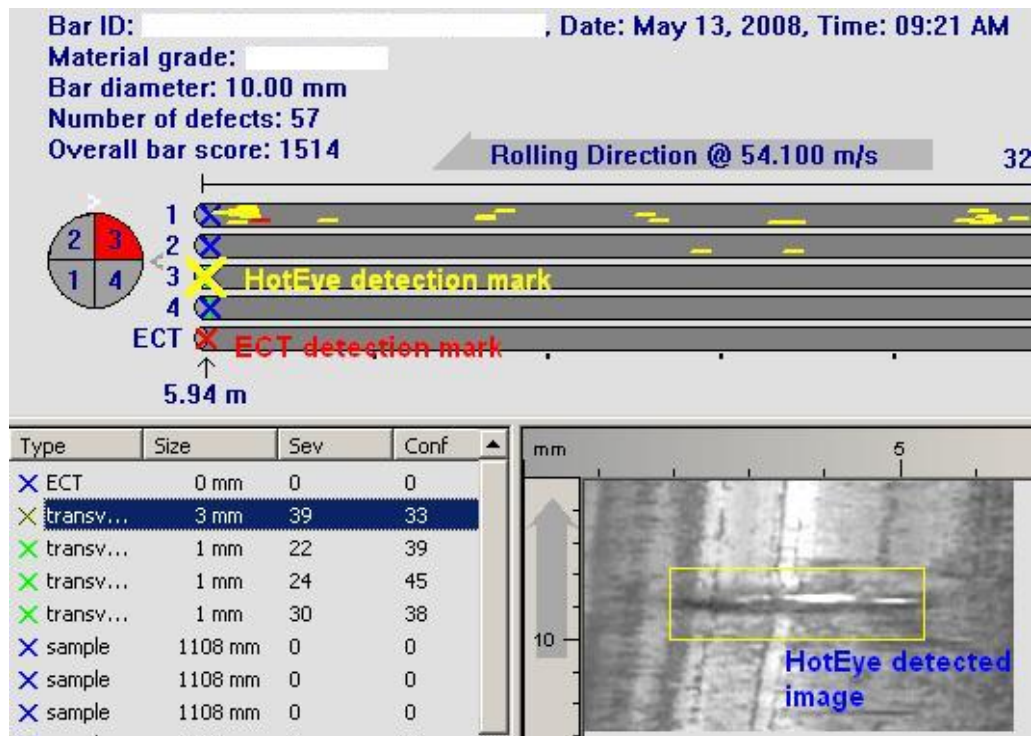 Bar ID: , Date: May 13, 2008, Time: 09:21 AM
Material grade:
Bar diameter: 10.00 mm
Number of defects: 57
Overall bar score: 1514
Rolling Direction @ 54.100 m/s 32
1
2 3 2
1 4 3 HotEye detection mark
4
ECT ECT detection mark
5.94 m
Type Size Sev Conf
ECT 0 mm 0 0
transv... 3 mm 39 33
transv... 1 mm 22 39
transv... 1 mm 24 45
transv... 1 mm 30 38
sample 1108 mm 0 0
sample 1108 mm 0 0
sample 1108 mm 0 0
mm 5
10
HotEye detected
image